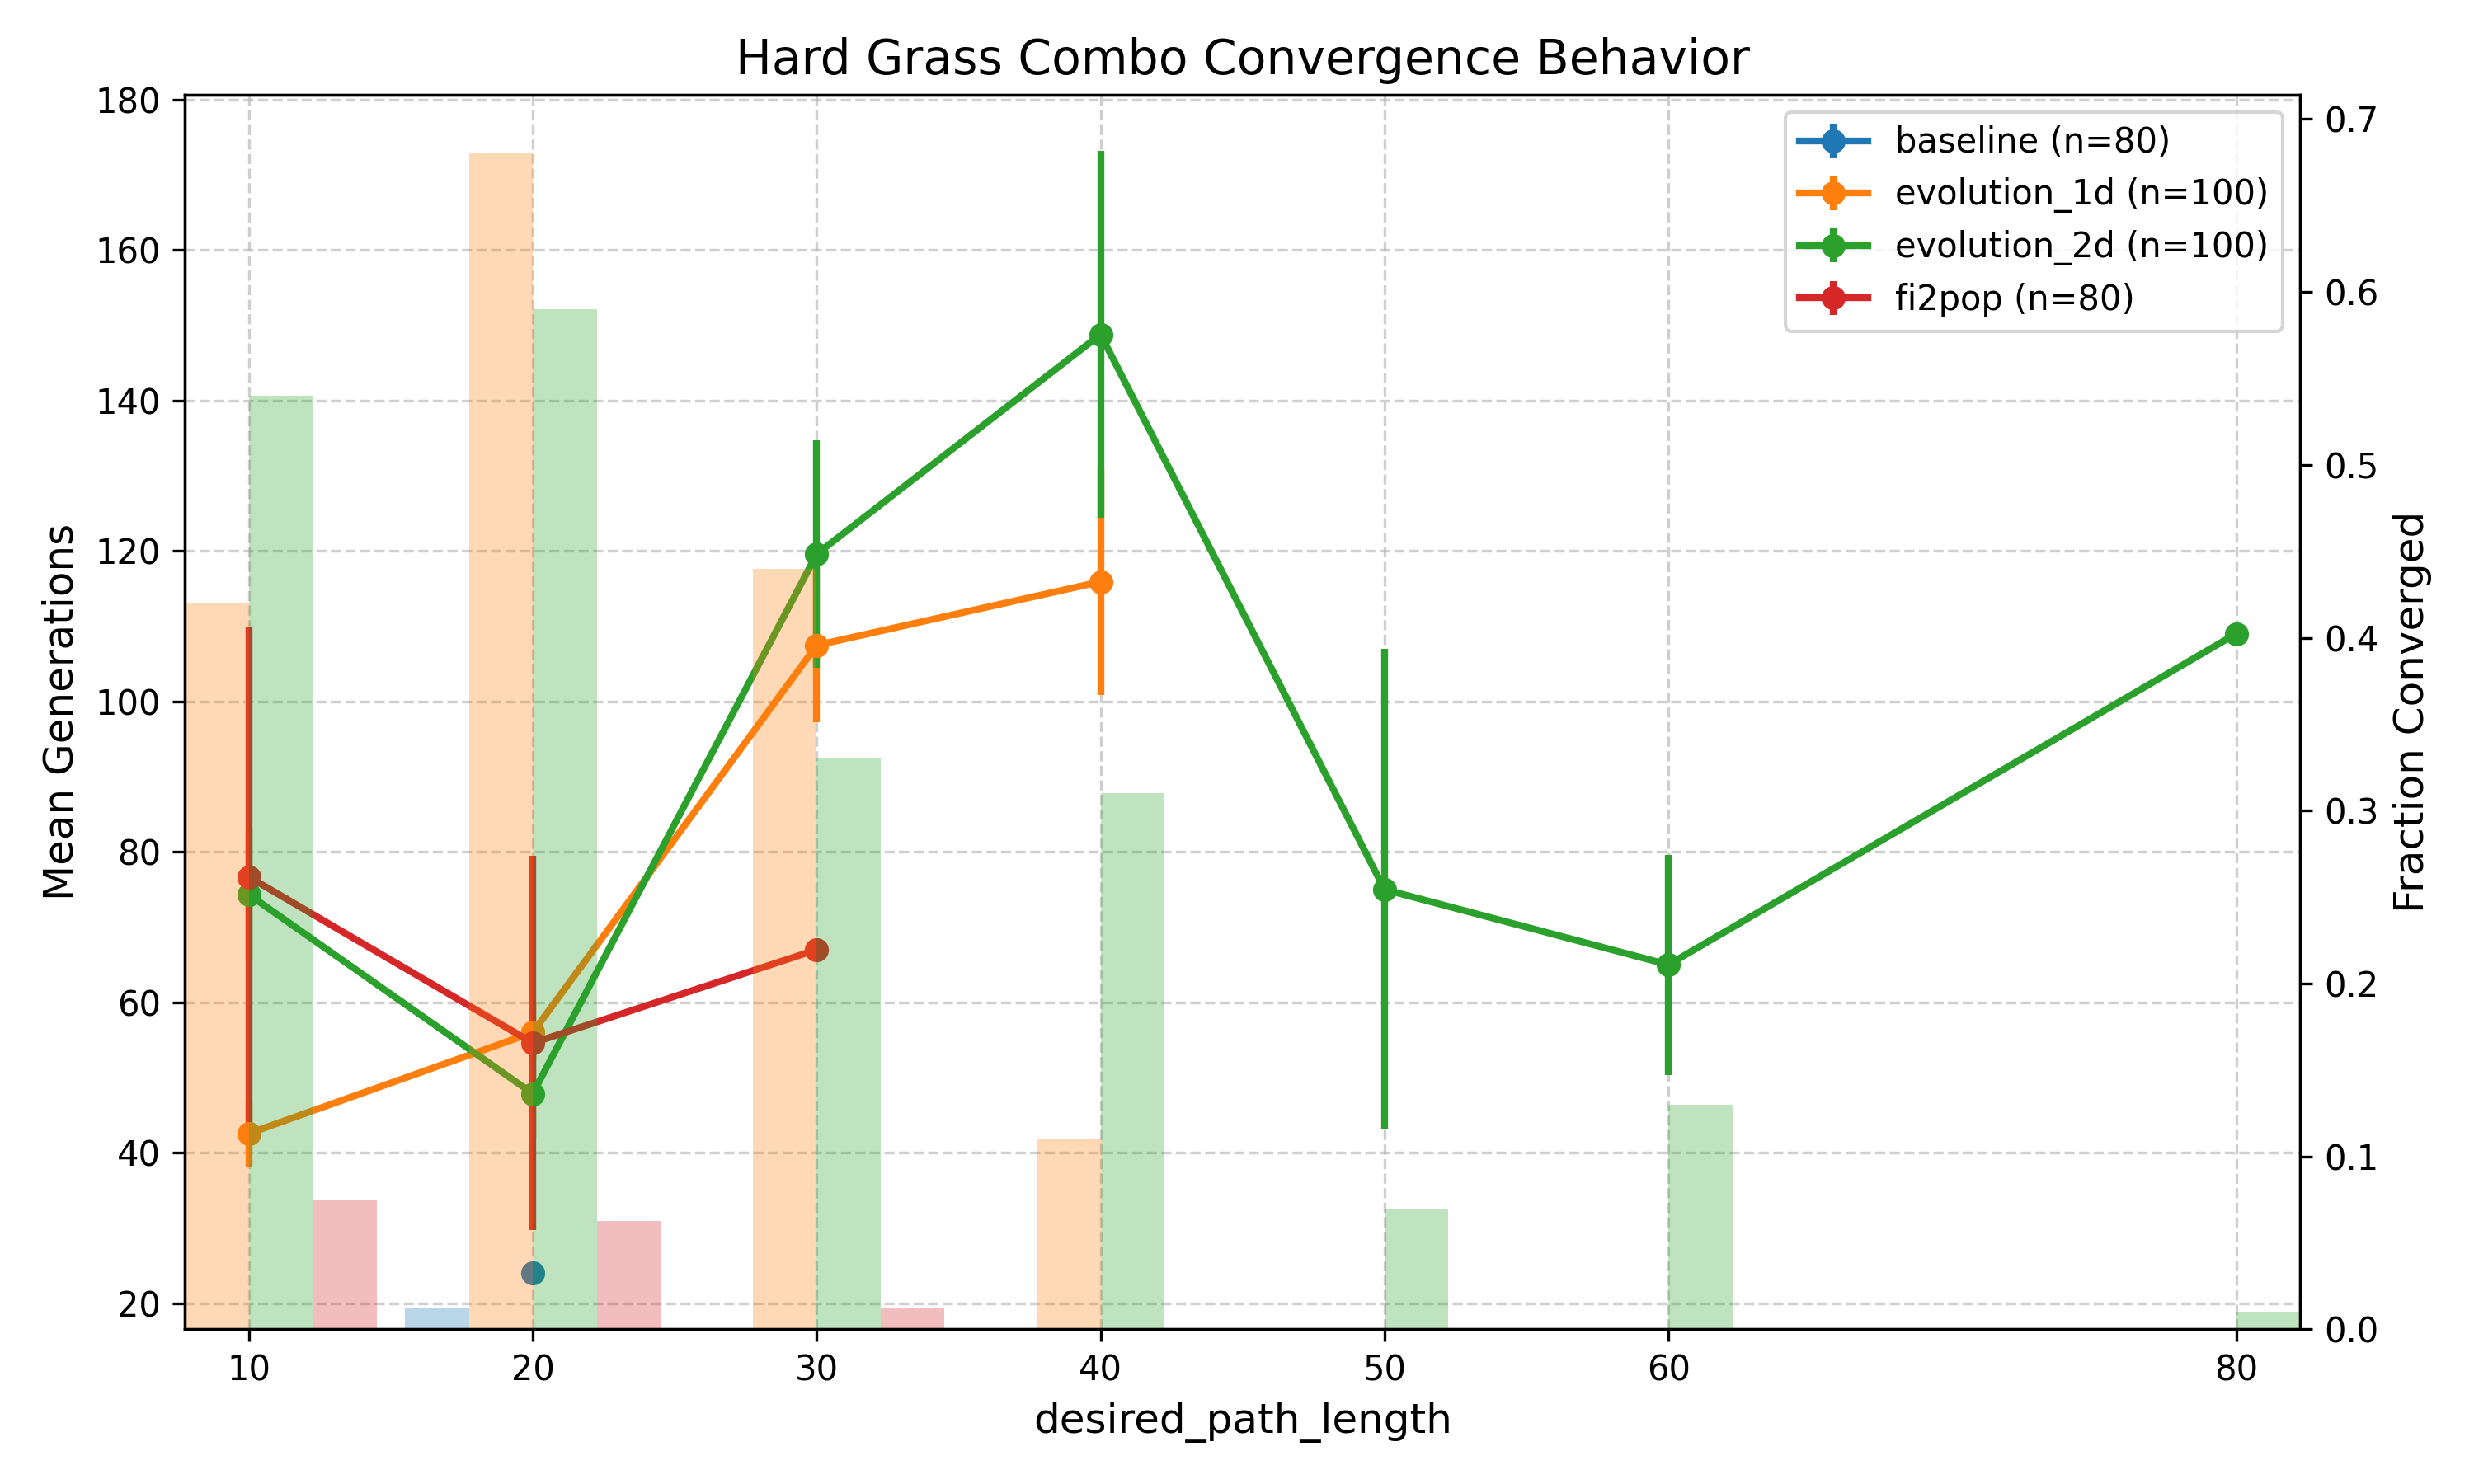 Hard Grass Combo Convergence Behavior
180
160
140
120
100
80
60
40
20
Mean Generations
baseline (n=80)
evolution_1d (n=100)
evolution_2d (n=100)
fi2pop (n=80)
0.7
0.6
0.5
0.4
0.3
0.2
0.1
0.0
Fraction Converged
10 20 30 40 50 60 80
desired_path_length